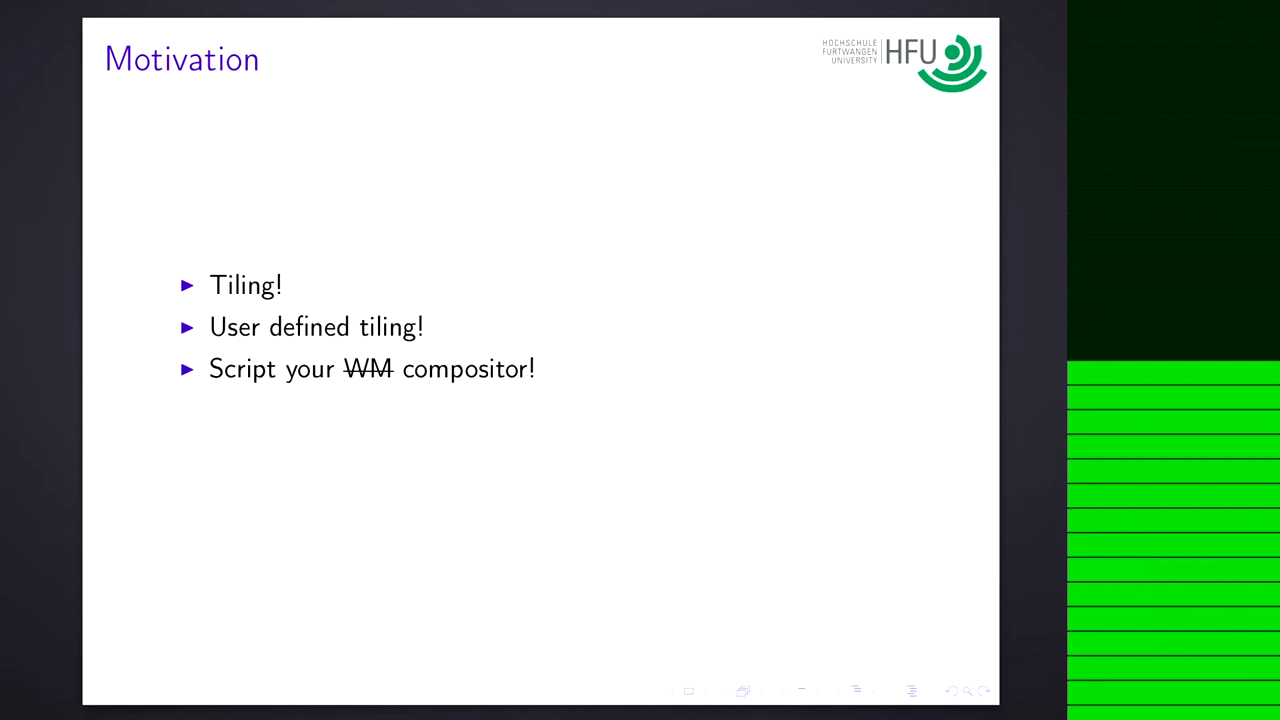 Motivation
HOCHSCHULE
FURTWANGEN
UNIVERSITY
HFU
Tiling!
User defined tiling!
Script your WM compositor!